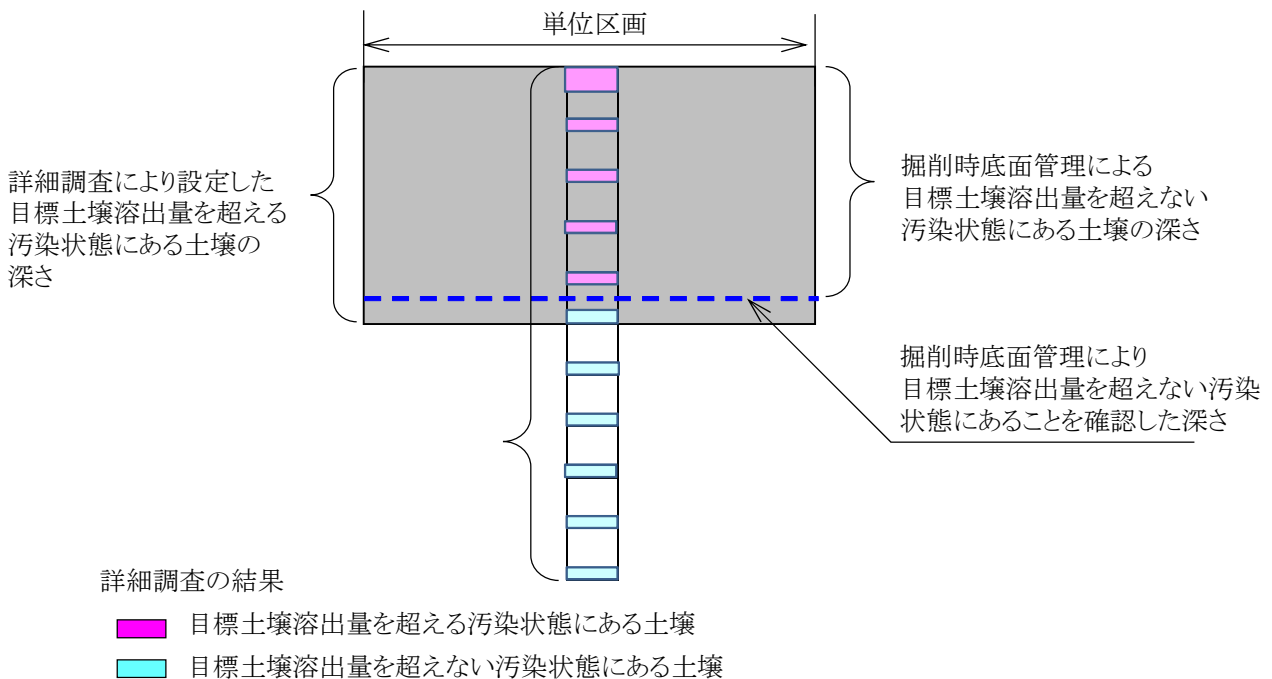 単位区画
詳細調査により設定した
目標土壌溶出量を超える
汚染状態にある土壌の
深さ
掘削時底面管理による
目標土壌溶出量を超えない
汚染状態にある土壌の深さ
掘削時底面管理により
目標土壌溶出量を超えない汚染
状態にあることを確認した深さ
詳細調査の結果
目標土壌溶出量を超える汚染状態にある土壌
目標土壌溶出量を超えない汚染状態にある土壌